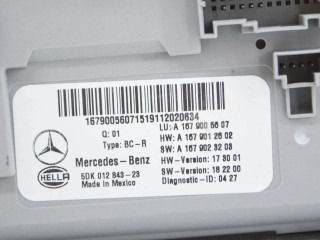 16790056071519112020634
Q: 01
LU: A 167 900 56 07
Type: BC-R
HW: A 167 901 26 02
SW: A 167 902 32 03
Mercedes-Benz
HW-Version: 17 80 01
5DK 012 843-23
SW-Version: 18 22 00
HELLA
Made in Mexico
Diagnostic-ID: 04 27